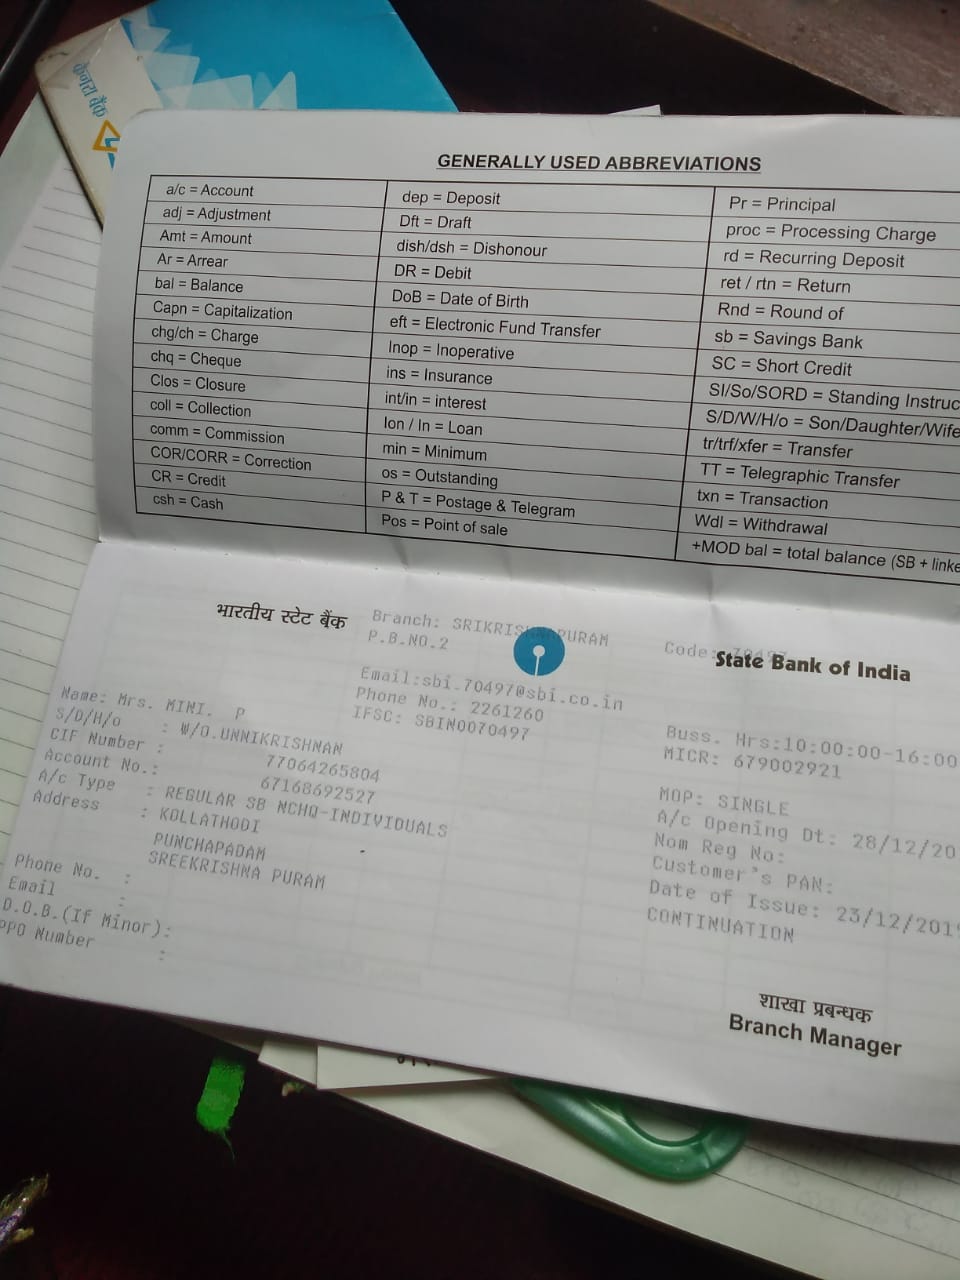 केनरा बैंक
GENERALLY USED ABBREVIATIONS
a/c = Account
adj = Adjustment
Amt = Amount
Ar = Arrear
bal = Balance
Capn = Capitalization
chg/ch = Charge
chq = Cheque
Clos = Closure
coll = Collection
comm = Commission
COR/CORR = Correction
CR = Credit
csh = Cash
dep = Deposit
Dft = Draft
dish/dsh = Dishonour
DR = Debit
DoB = Date of Birth
eft = Electronic Fund Transfer
Inop = Inoperative
ins = Insurance
int/in = interest
lon / ln = Loan
min = Minimum
os = Outstanding
P & T = Postage & Telegram
Pos = Point of sale
Pr = Principal
proc = Processing Charge
rd = Recurring Deposit
ret / rtn = Return
Rnd = Round of
sb = Savings Bank
SC = Short Credit
SI/So/SORD = Standing Instruc
S/D/W/H/o = Son/Daughter/Wife
tr/trf/xfer = Transfer
TT = Telegraphic Transfer
txn = Transaction
Wdl = Withdrawal
+MOD bal = total balance (SB + linke
भारतीय स्टेट बैंक
State Bank of India
Branch: SRIKRISHNAPURAM
Code: 70497
P.B.NO.2
Email:sbi.70497@sbi.co.in
Phone No.: 2261260
IFSC: SBIN0070497
Buss. Hrs:10:00:00-16:00
MICR: 679002921
Name: Mrs. MINI. P
S/D/H/o : W/O.UNNIKRISHNAN
CIF Number : 77064265804
Account No.: 67168692527
A/c Type : REGULAR SB NCHQ-INDIVIDUALS
Address : KOLLATHODI
PUNCHAPADAM
SREEKRISHNA PURAM
Phone No. :
Email :
D.O.B.(If Minor):
PPO Number :
MOP: SINGLE
A/c Opening Dt: 28/12/20
Nom Reg No:
Customer's PAN:
Date of Issue: 23/12/201
CONTINUATION
शाखा प्रबन्धक
Branch Manager